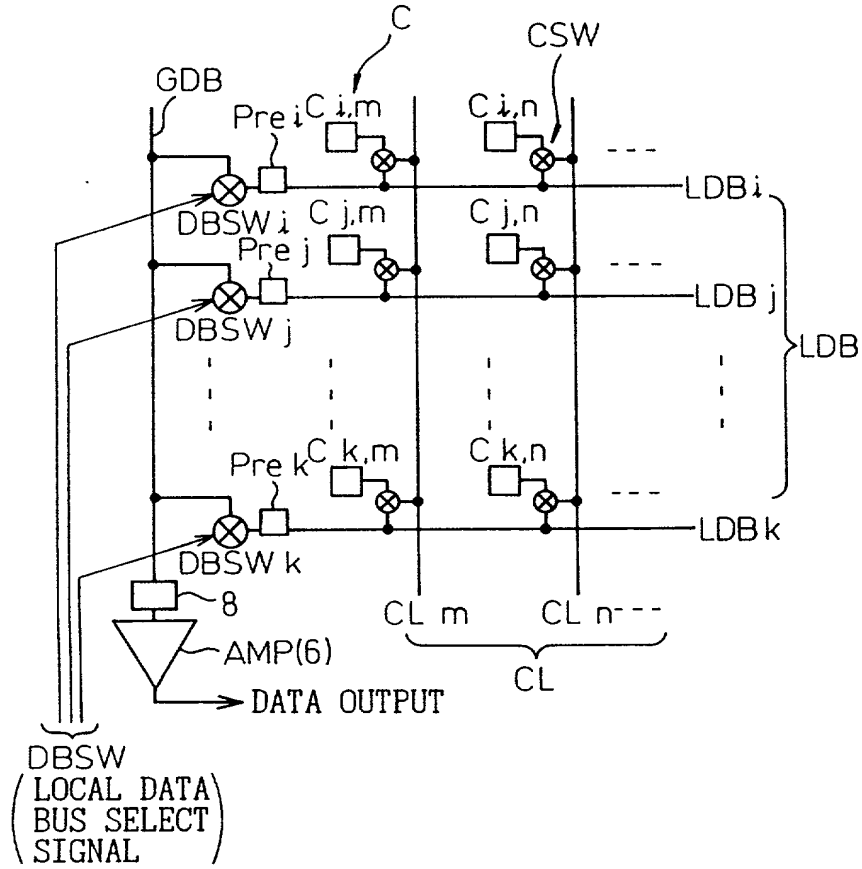 C
CSW
GDB
Pre i
C i,m
C i,n
LDB i
DBSW i
C j,m
C j,n
Pre j
LDB j
DBSW j
LDB
C k,m
C k,n
Pre k
LDB k
DBSW k
8
CL m
CL n
AMP(6)
CL
DATA OUTPUT
DBSW
(LOCAL DATA
BUS SELECT
SIGNAL)